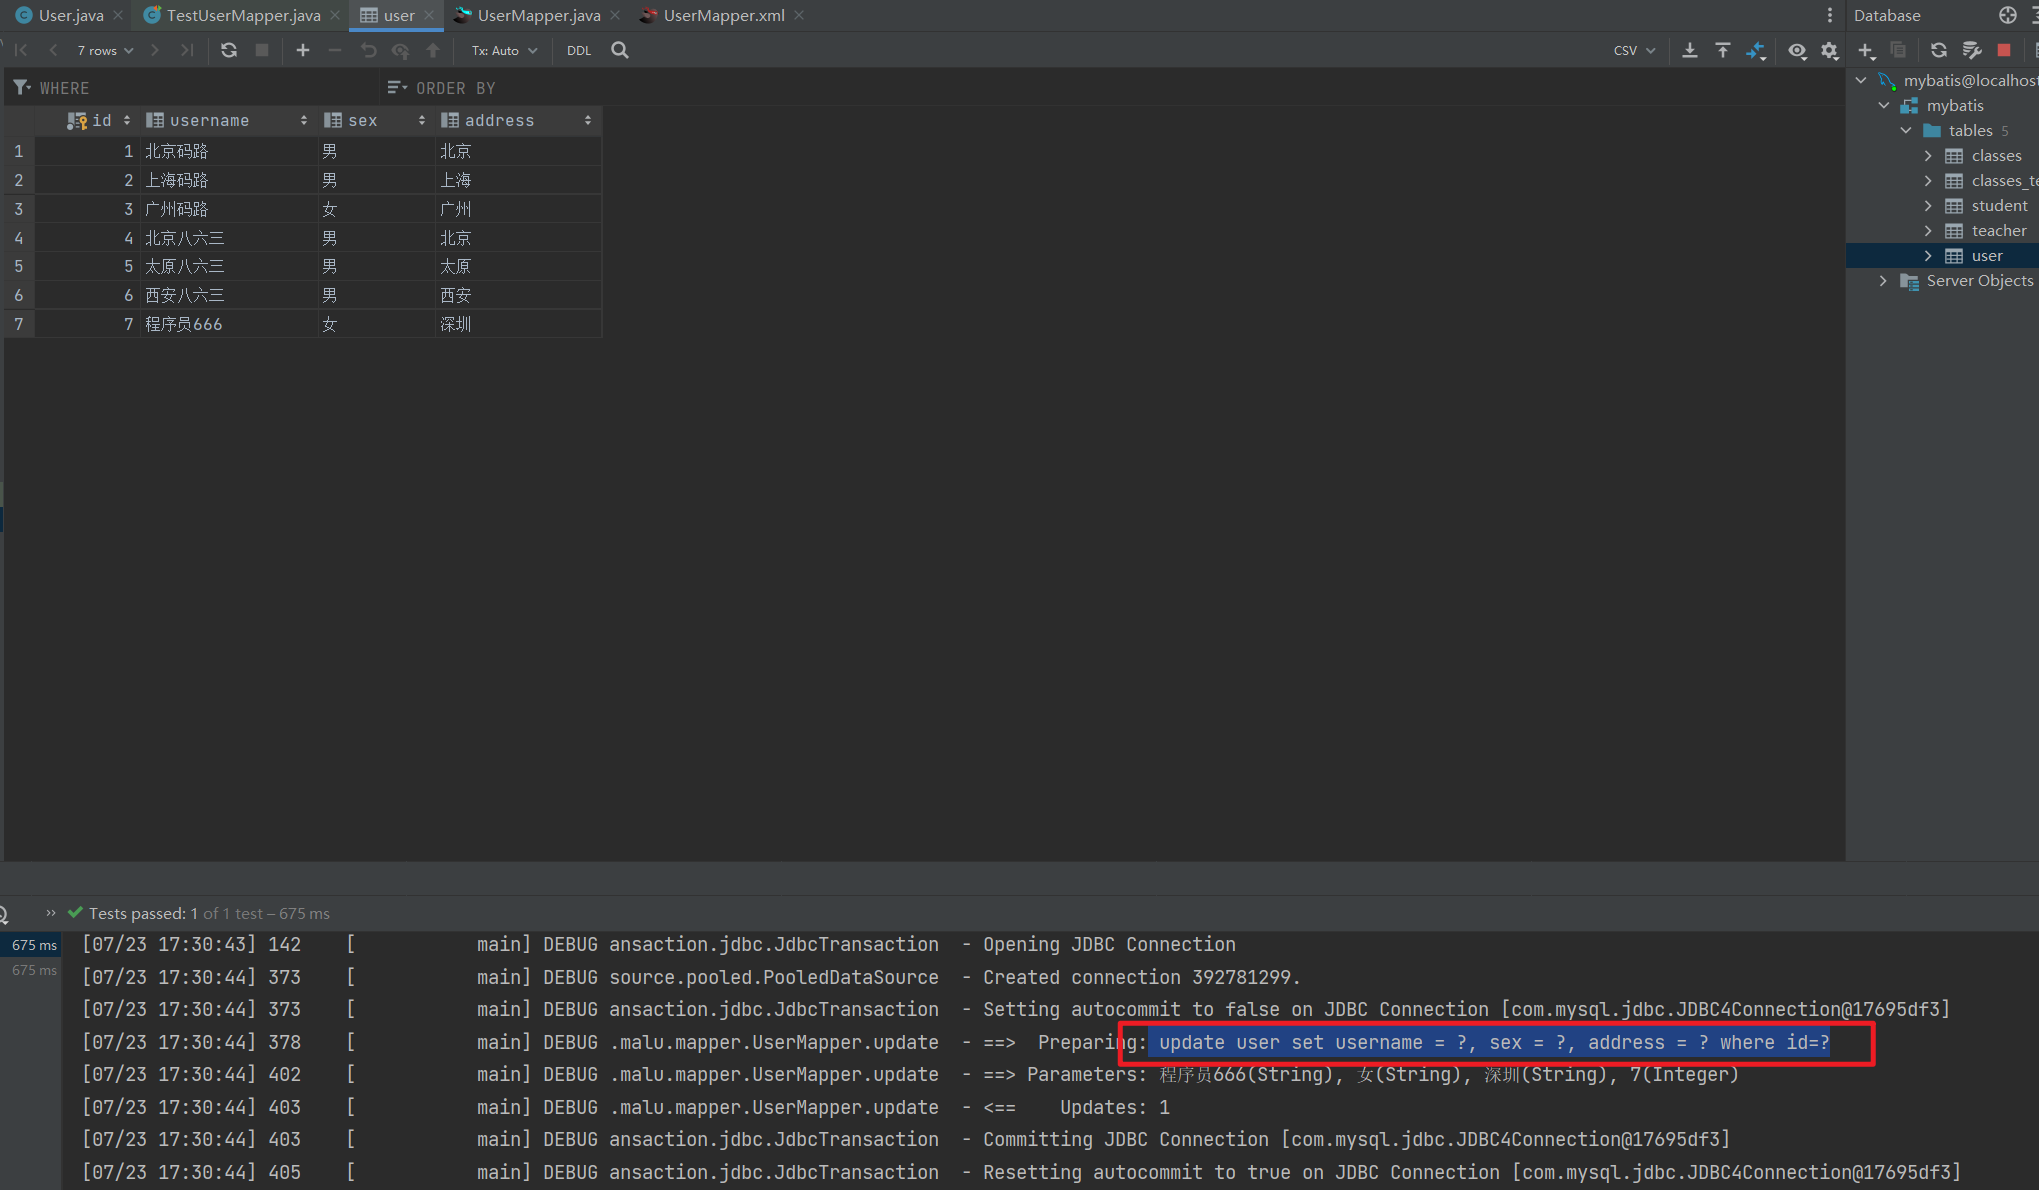 User.java TestUserMapper.java user UserMapper.java UserMapper.xml Database
7 rows Tx: Auto DDL CSV
WHERE ORDER BY
id username sex address
1 1 北京码路 男 北京
2 2 上海码路 男 上海
3 3 广州码路 女 广州
4 4 北京八六三 男 北京
5 5 太原八六三 男 太原
6 6 西安八六三 男 西安
7 7 程序员666 女 深圳
mybatis@localhos
mybatis
tables 5
classes
classes_te
student
teacher
user
Server Objects
Tests passed: 1 of 1 test – 675 ms
675 ms
675 ms
[07/23 17:30:43] 142 [ main] DEBUG ansaction.jdbc.JdbcTransaction - Opening JDBC Connection
[07/23 17:30:44] 373 [ main] DEBUG source.pooled.PooledDataSource - Created connection 392781299.
[07/23 17:30:44] 373 [ main] DEBUG ansaction.jdbc.JdbcTransaction - Setting autocommit to false on JDBC Connection [com.mysql.jdbc.JDBC4Connection@17695df3]
[07/23 17:30:44] 378 [ main] DEBUG .malu.mapper.UserMapper.update - ==> Preparing: update user set username = ?, sex = ?, address = ? where id=?
[07/23 17:30:44] 402 [ main] DEBUG .malu.mapper.UserMapper.update - ==> Parameters: 程序员666(String), 女(String), 深圳(String), 7(Integer)
[07/23 17:30:44] 403 [ main] DEBUG .malu.mapper.UserMapper.update - <== Updates: 1
[07/23 17:30:44] 403 [ main] DEBUG ansaction.jdbc.JdbcTransaction - Committing JDBC Connection [com.mysql.jdbc.JDBC4Connection@17695df3]
[07/23 17:30:44] 405 [ main] DEBUG ansaction.jdbc.JdbcTransaction - Resetting autocommit to true on JDBC Connection [com.mysql.jdbc.JDBC4Connection@17695df3]